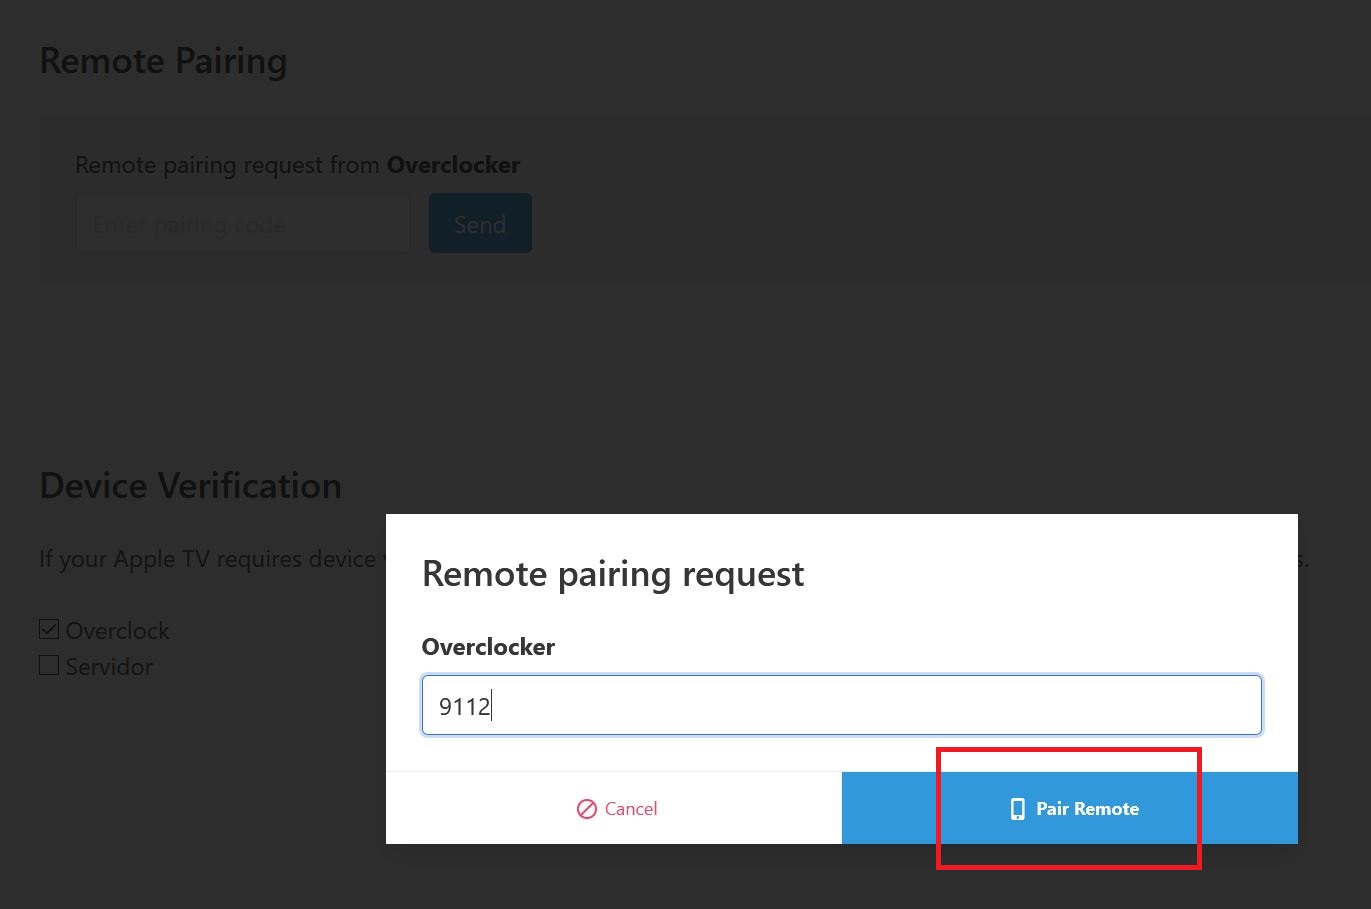 Remote Pairing
Remote pairing request from Overclocker
Enter pairing code
Send
Device Verification
If your Apple TV requires device
s.
Overclock
Servidor
Remote pairing request
Overclocker
9112
Cancel
Pair Remote